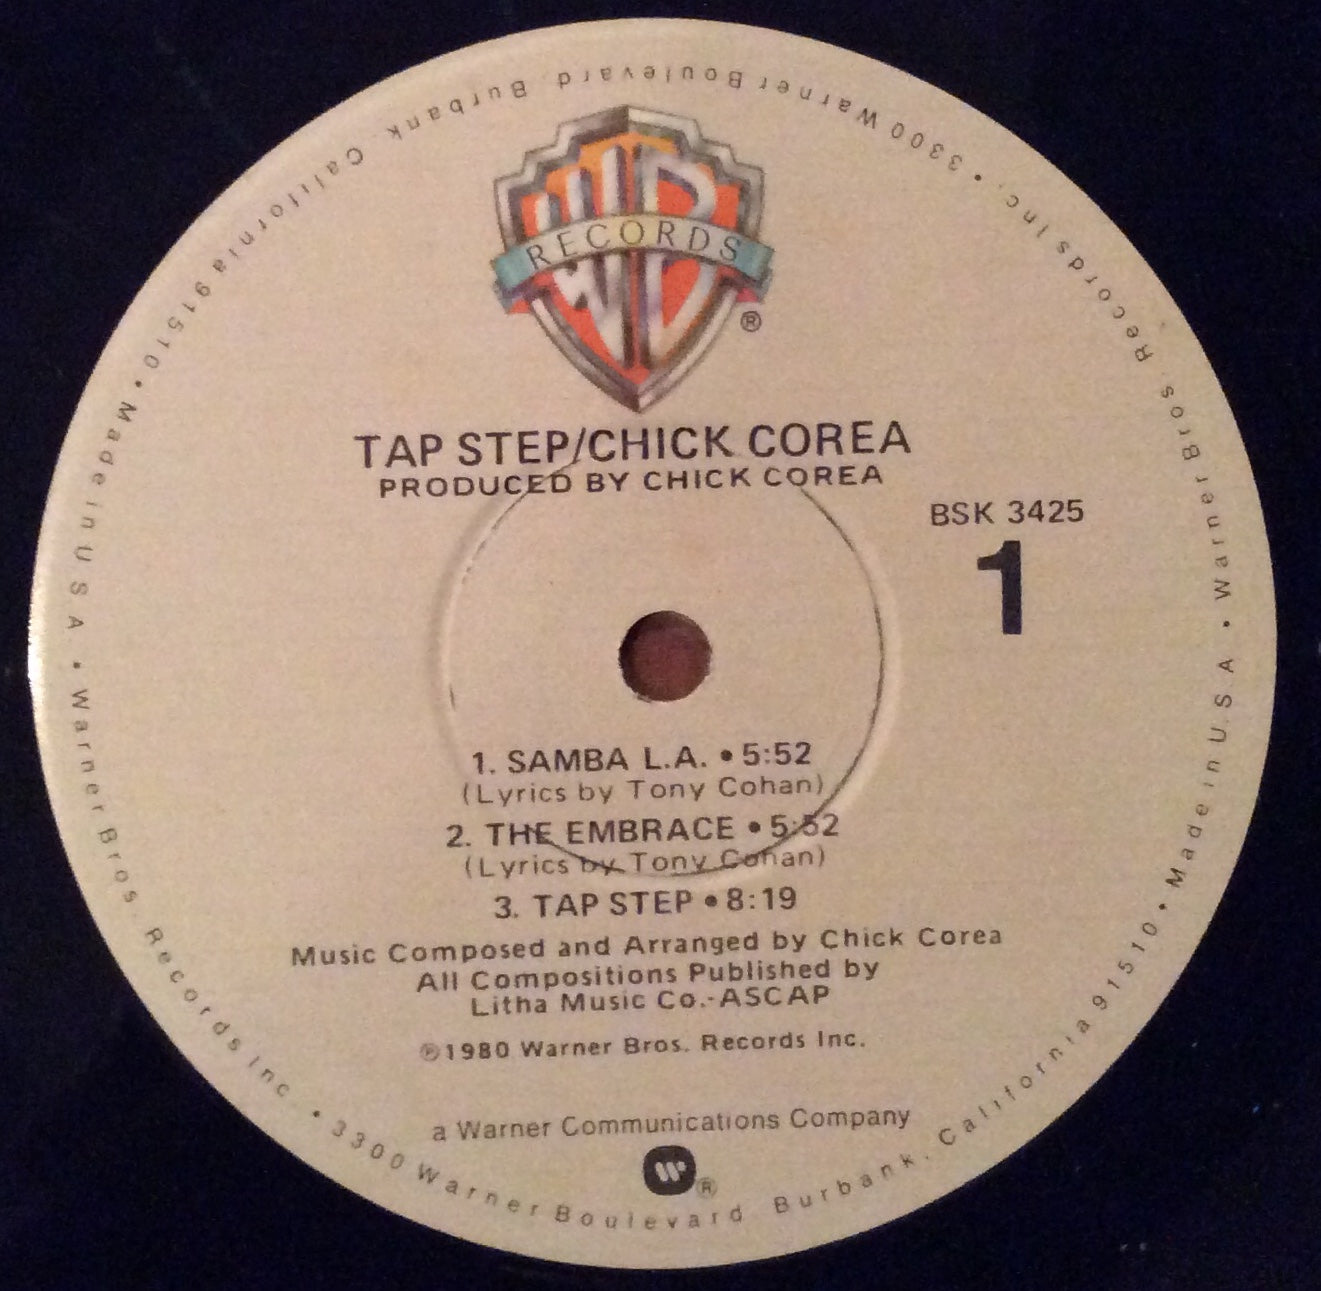 WB
RECORDS
®
TAP STEP/CHICK COREA
PRODUCED BY CHICK COREA
BSK 3425
1
1. SAMBA L.A. • 5:52
(Lyrics by Tony Cohan)
2. THE EMBRACE • 5:52
(Lyrics by Tony Cohan)
3. TAP STEP • 8:19
Music Composed and Arranged by Chick Corea
All Compositions Published by
Litha Music Co.-ASCAP
℗1980 Warner Bros. Records Inc.
a Warner Communications Company
W®
Warner Bros. Records Inc. • 3300 Warner Boulevard, Burbank, California 91510 • Made in U.S.A. •
Warner Bros. Records Inc. • 3300 Warner Boulevard, Burbank, California 91510 • Made in U.S.A. •